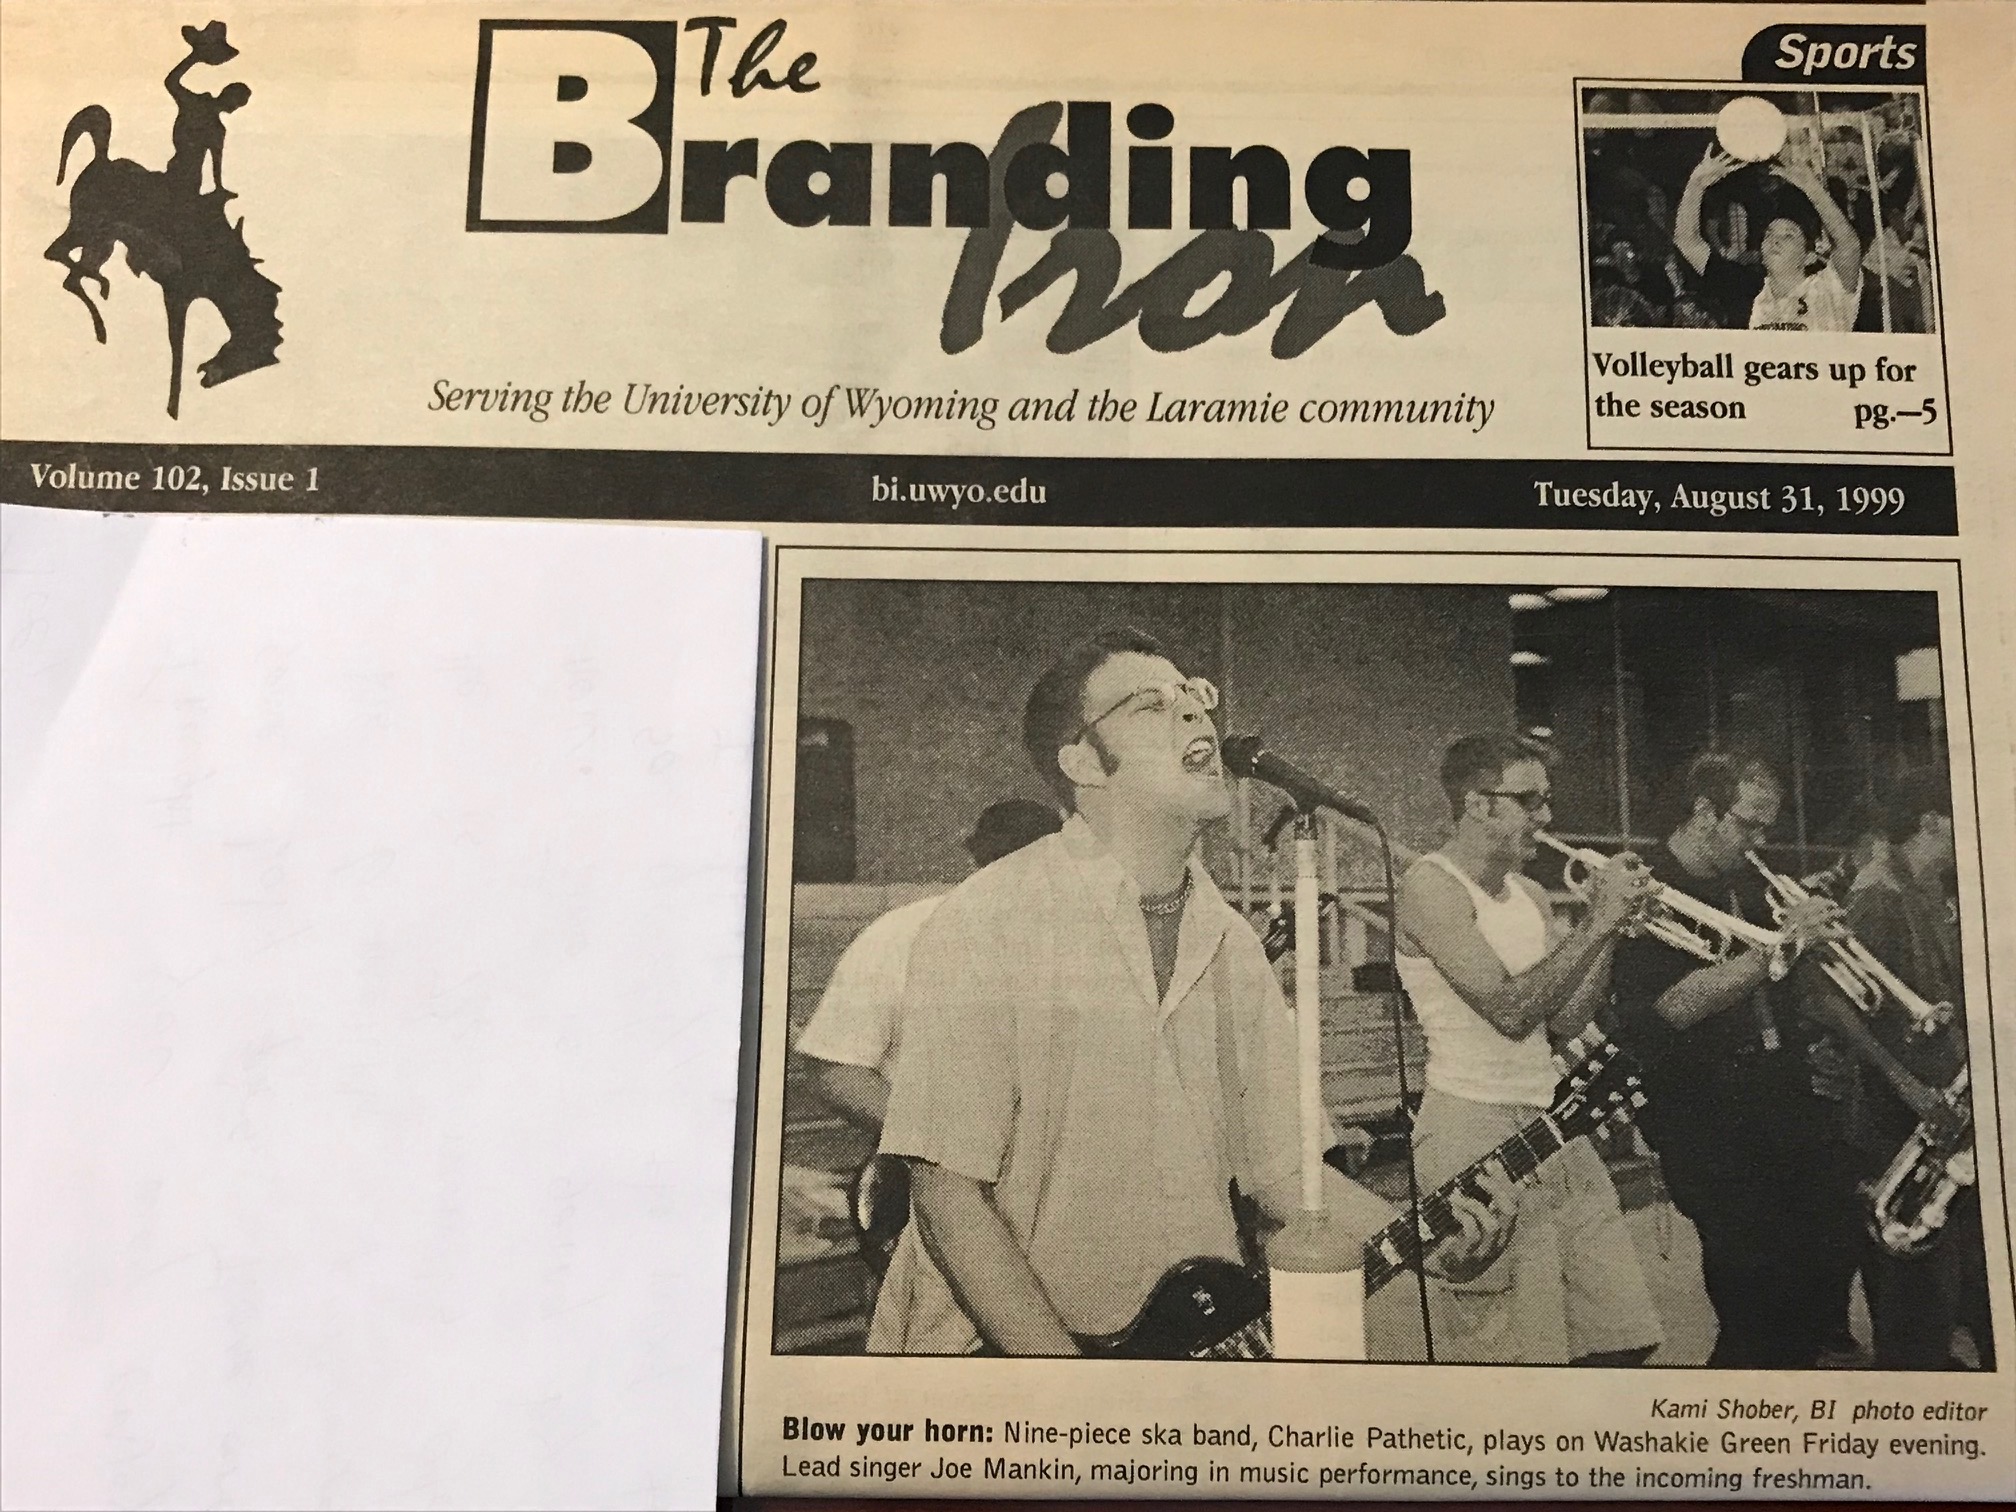 The
Branding
Iron
Serving the University of Wyoming and the Laramie community
Sports
Volleyball gears up for
the season pg.—5
Volume 102, Issue 1 bi.uwyo.edu Tuesday, August 31, 1999
Kami Shober, BI photo editor
Blow your horn: Nine-piece ska band, Charlie Pathetic, plays on Washakie Green Friday evening.
Lead singer Joe Mankin, majoring in music performance, sings to the incoming freshman.